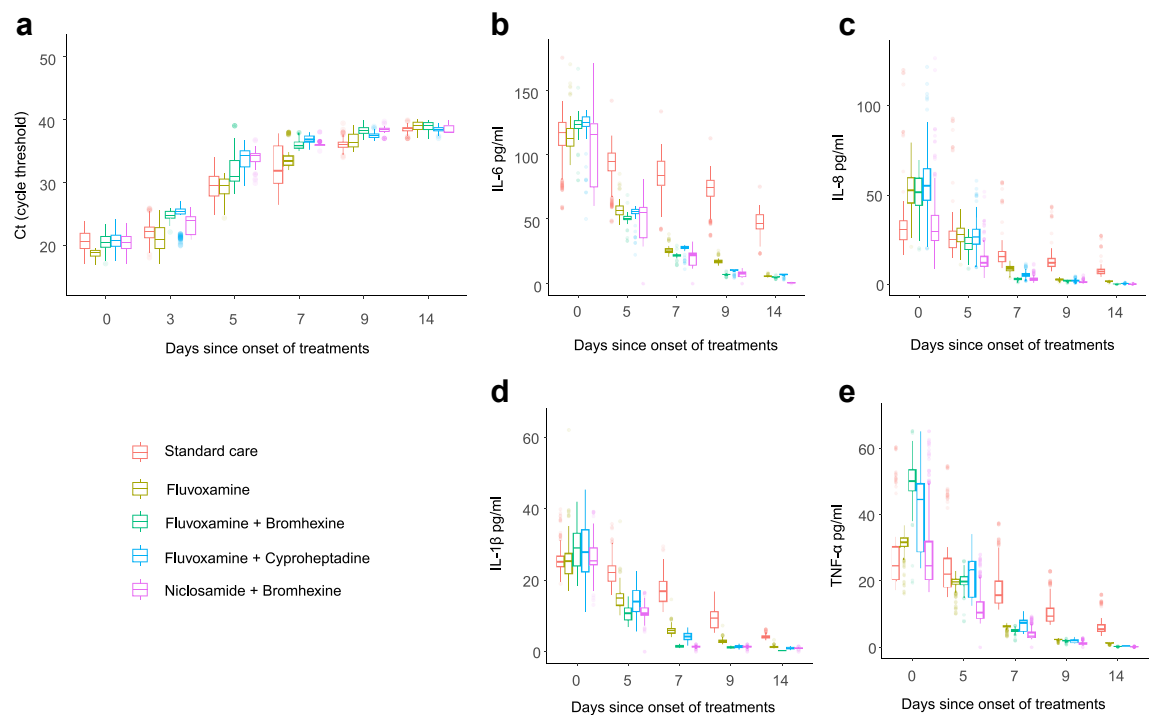 a
Ct (cycle threshold)
50
40
30
20
0 3 5 7 9 14
Days since onset of treatments
b
IL-6 pg/ml
150
100
50
0
0 5 7 9 14
Days since onset of treatments
c
IL-8 pg/ml
100
50
0
0 5 7 9 14
Days since onset of treatments
Standard care
Fluvoxamine
Fluvoxamine + Bromhexine
Fluvoxamine + Cyproheptadine
Niclosamide + Bromhexine
d
IL-1β pg/ml
60
40
20
0
0 5 7 9 14
Days since onset of treatments
e
TNF-α pg/ml
60
40
20
0
0 5 7 9 14
Days since onset of treatments